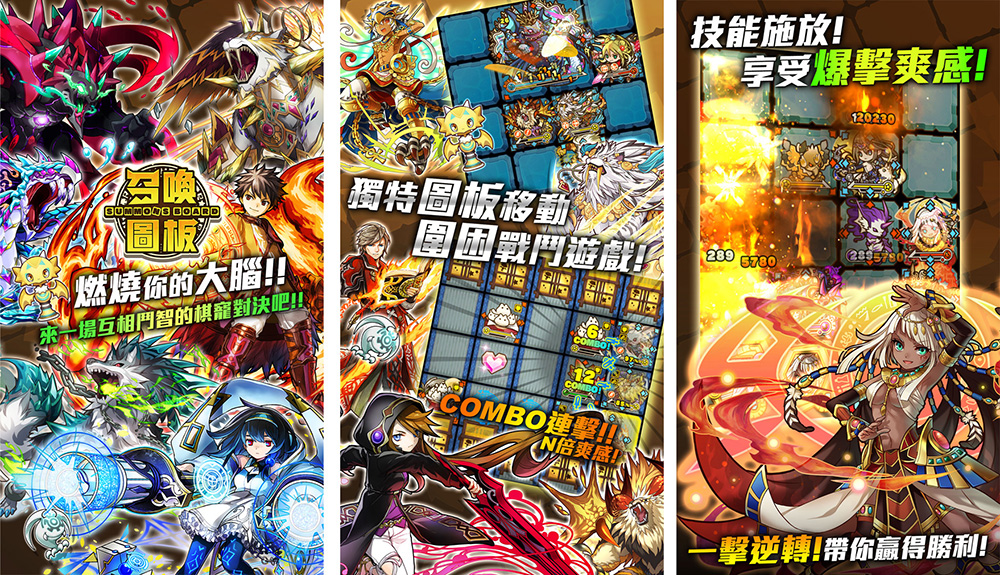 召喚
SUMMONS BOARD
圖板
燃燒你的大腦!!
來一場互相鬥智的棋寵對決吧!!
獨特圖板移動
圍困戰鬥遊戲!
6
COMBO!
12
COMBO!
COMBO連擊!!
N倍爽感!
技能施放!
享受爆擊爽感!
120230
289
5780
2895780
一擊逆轉!帶你贏得勝利!